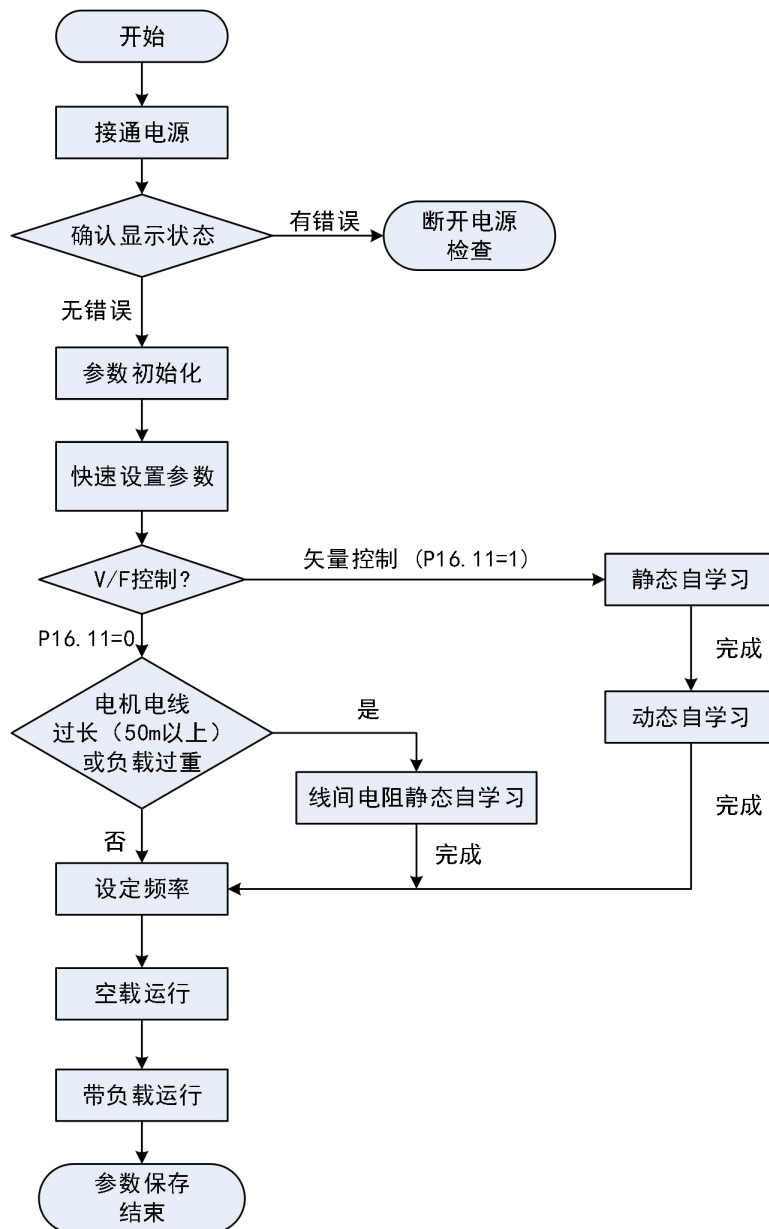 开始
接通电源
确认显示状态
有错误
断开电源
检查
无错误
参数初始化
快速设置参数
V/F控制?
矢量控制 (P16.11=1)
静态自学习
P16.11=0
完成
电机电线
过长（50m以上）
或负载过重
是
动态自学习
线间电阻静态自学习
完成
否
完成
设定频率
空载运行
带负载运行
参数保存
结束